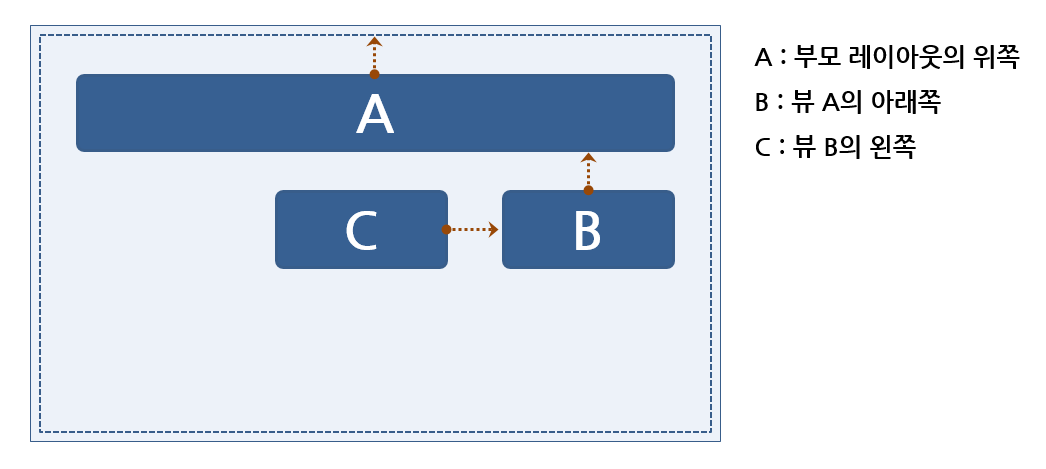 A
C
B
A : 부모 레이아웃의 위쪽
B : 뷰 A의 아래쪽
C : 뷰 B의 왼쪽